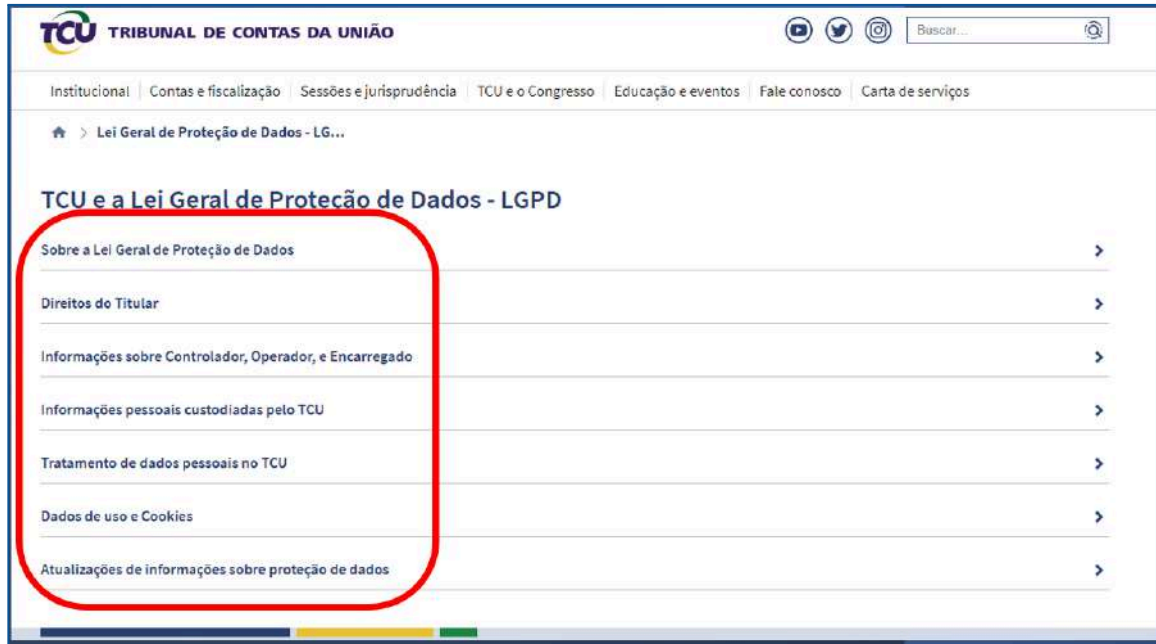 TCU TRIBUNAL DE CONTAS DA UNIÃO
Buscar...
Institucional Contas e fiscalização Sessões e jurisprudência TCU e o Congresso Educação e eventos Fale conosco Carta de serviços
> Lei Geral de Proteção de Dados - LG...
TCU e a Lei Geral de Proteção de Dados - LGPD
Sobre a Lei Geral de Proteção de Dados
Direitos do Titular
Informações sobre Controlador, Operador, e Encarregado
Informações pessoais custodiadas pelo TCU
Tratamento de dados pessoais no TCU
Dados de uso e Cookies
Atualizações de informações sobre proteção de dados